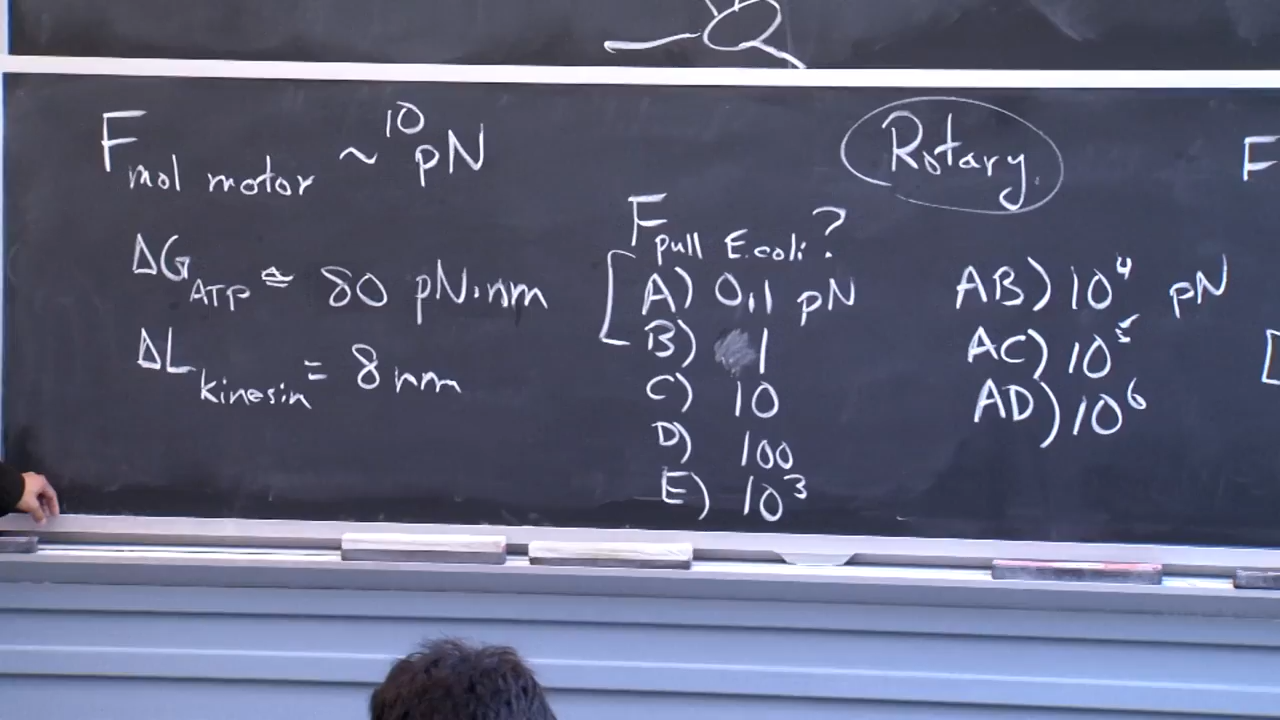 F mol motor ~ 10 pN
ΔG ATP ≃ 80 pN·nm
ΔL kinesin = 8 nm
F pull E.coli?
A) 0,1 pN
B) 1
C) 10
D) 100
E) 10³
Rotary.
AB) 10⁴ pN
AC) 10⁵
AD) 10⁶
F